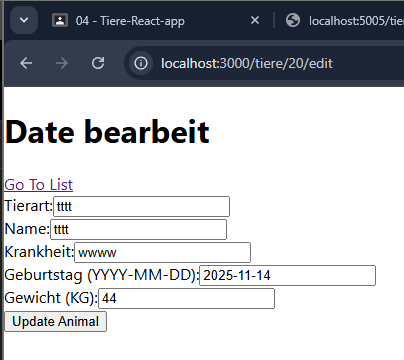 04 - Tiere-React-app
localhost:5005/tie
localhost:3000/tiere/20/edit
Date bearbeit
Go To List
Tierart: tttt
Name: tttt
Krankheit: wwww
Geburtstag (YYYY-MM-DD): 2025-11-14
Gewicht (KG): 44
Update Animal